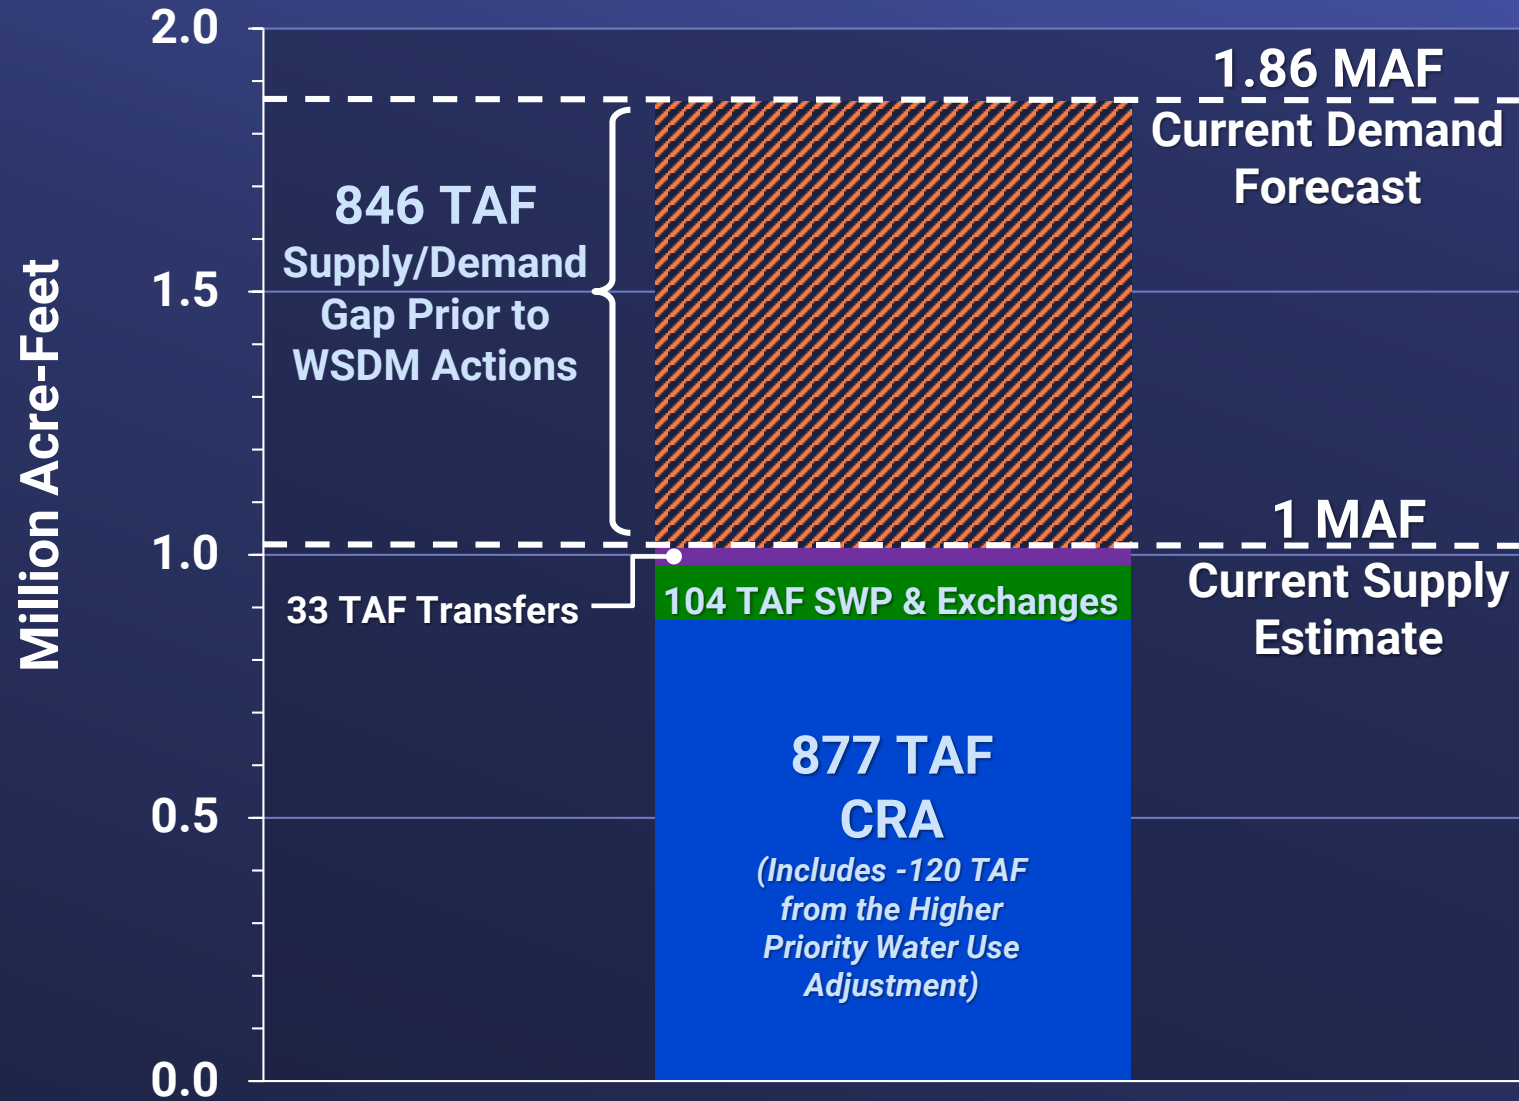 Million Acre-Feet
2.0
1.5
1.0
0.5
0.0
1.86 MAF
Current Demand
Forecast
846 TAF
Supply/Demand
Gap Prior to
WSDM Actions
1 MAF
Current Supply
Estimate
33 TAF Transfers
104 TAF SWP & Exchanges
877 TAF
CRA
(Includes -120 TAF
from the Higher
Priority Water Use
Adjustment)